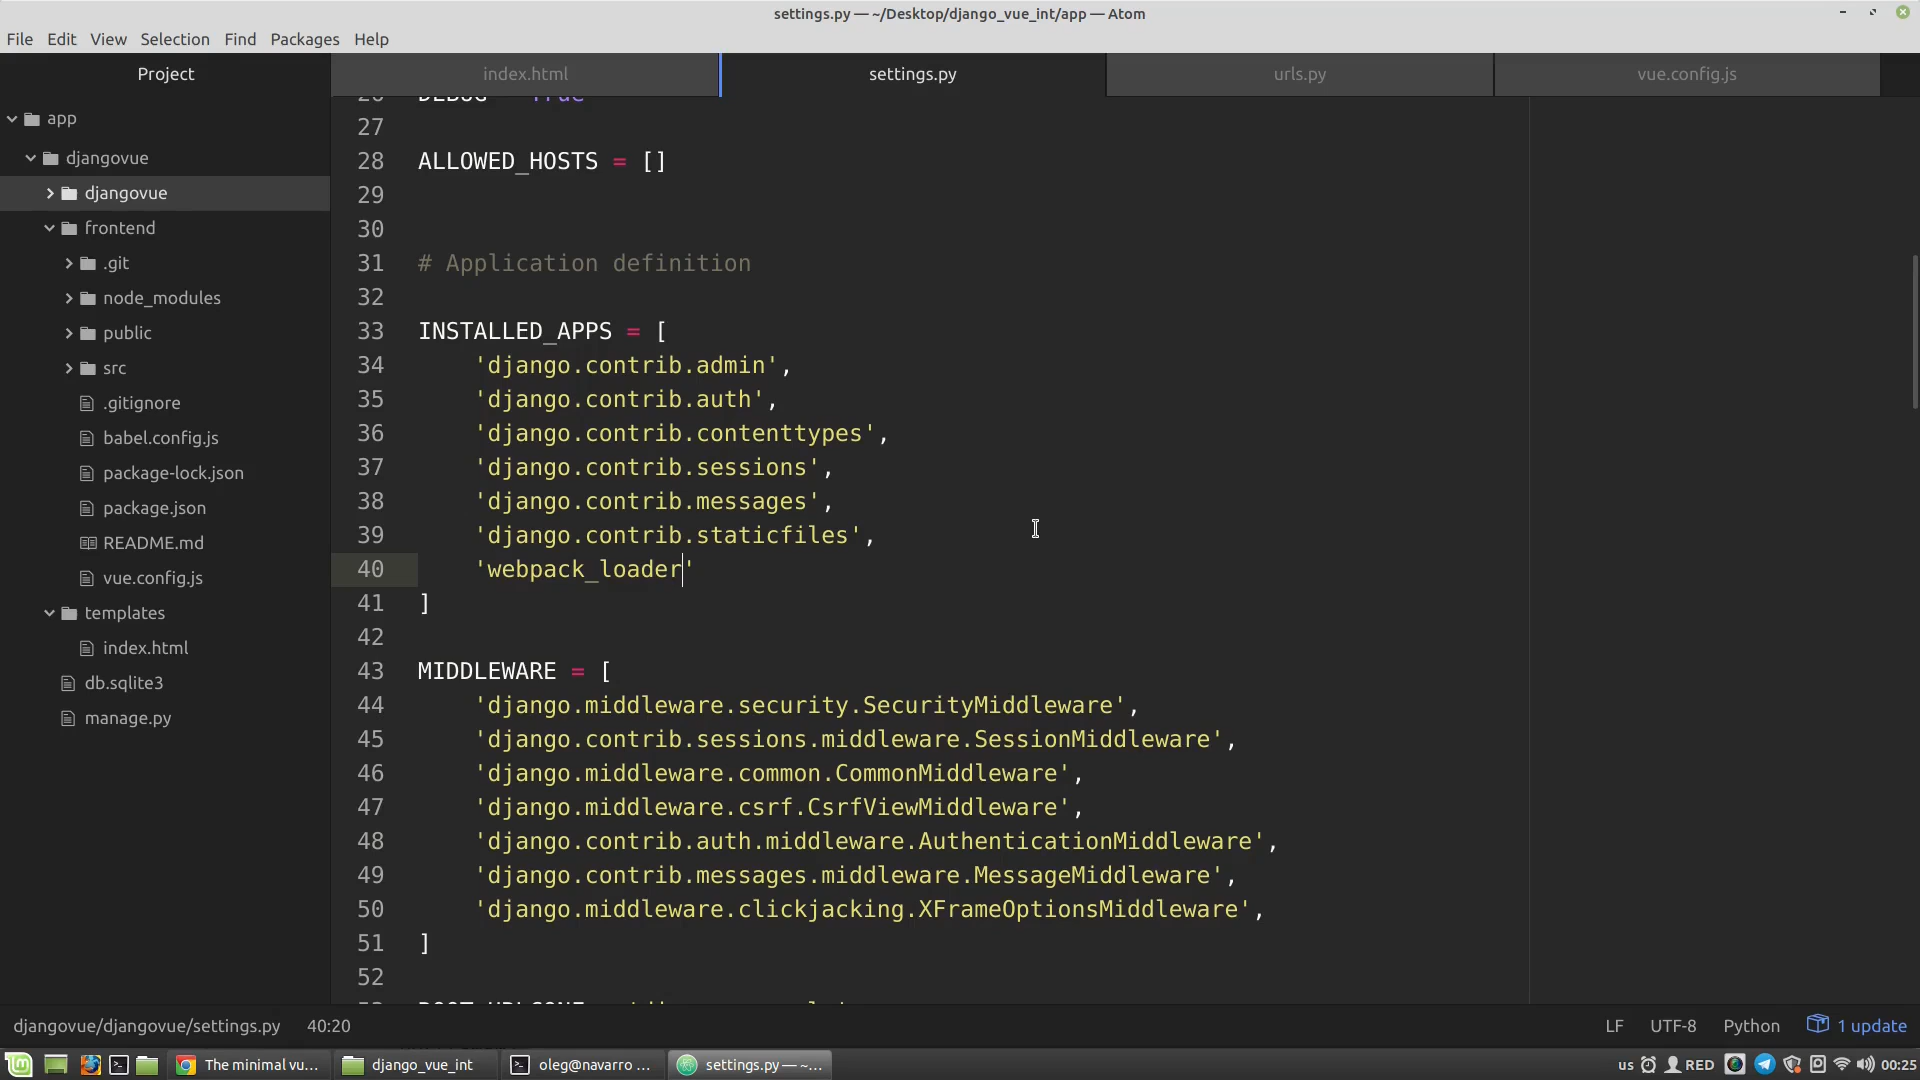 settings.py — ~/Desktop/django_vue_int/app — Atom
File Edit View Selection Find Packages Help
Project
index.html
settings.py
urls.py
vue.config.js
app
djangovue
djangovue
frontend
.git
node_modules
public
src
.gitignore
babel.config.js
package-lock.json
package.json
README.md
vue.config.js
templates
index.html
db.sqlite3
manage.py
27
28 ALLOWED_HOSTS = []
29
30
31 # Application definition
32
33 INSTALLED_APPS = [
34 'django.contrib.admin',
35 'django.contrib.auth',
36 'django.contrib.contenttypes',
37 'django.contrib.sessions',
38 'django.contrib.messages',
39 'django.contrib.staticfiles',
40 'webpack_loader'
41 ]
42
43 MIDDLEWARE = [
44 'django.middleware.security.SecurityMiddleware',
45 'django.contrib.sessions.middleware.SessionMiddleware',
46 'django.middleware.common.CommonMiddleware',
47 'django.middleware.csrf.CsrfViewMiddleware',
48 'django.contrib.auth.middleware.AuthenticationMiddleware',
49 'django.contrib.messages.middleware.MessageMiddleware',
50 'django.middleware.clickjacking.XFrameOptionsMiddleware',
51 ]
52
djangovue/djangovue/settings.py 40:20
LF UTF-8 Python 1 update
The minimal vu...
django_vue_int
oleg@navarro ...
settings.py — ~...
us RED 00:25